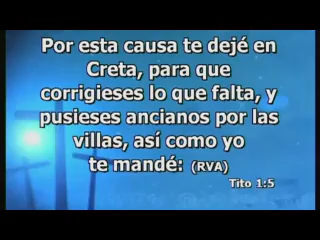 Por esta causa te dejé en
Creta, para que
corrigieses lo que falta, y
pusieses ancianos por las
villas, así como yo
te mandé: (RVA)
Tito 1:5